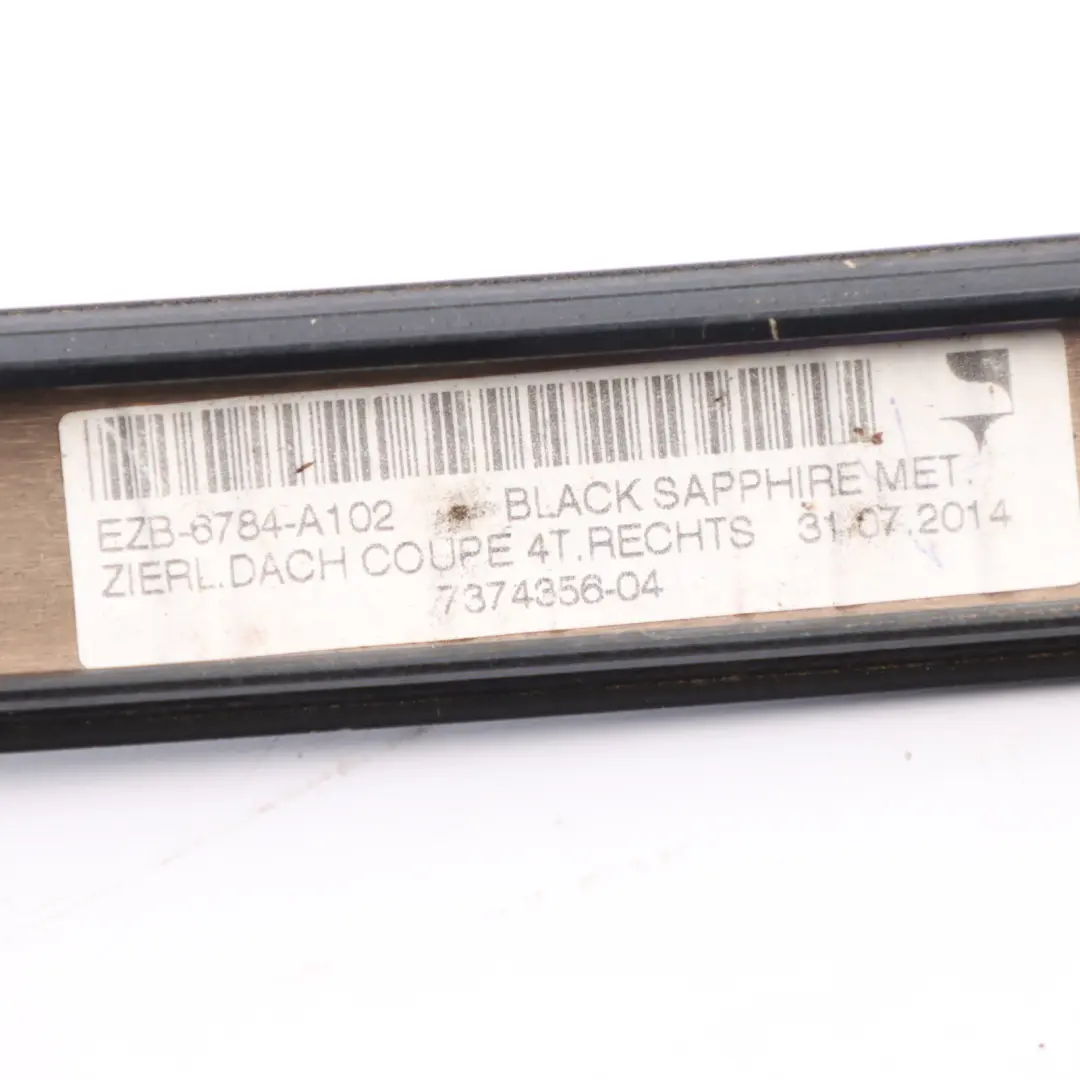 EZB-6784-A102 BLACK SAPPHIRE MET.
ZIERL.DACH COUPE 4T.RECHTS 31.07.2014
7374356-04